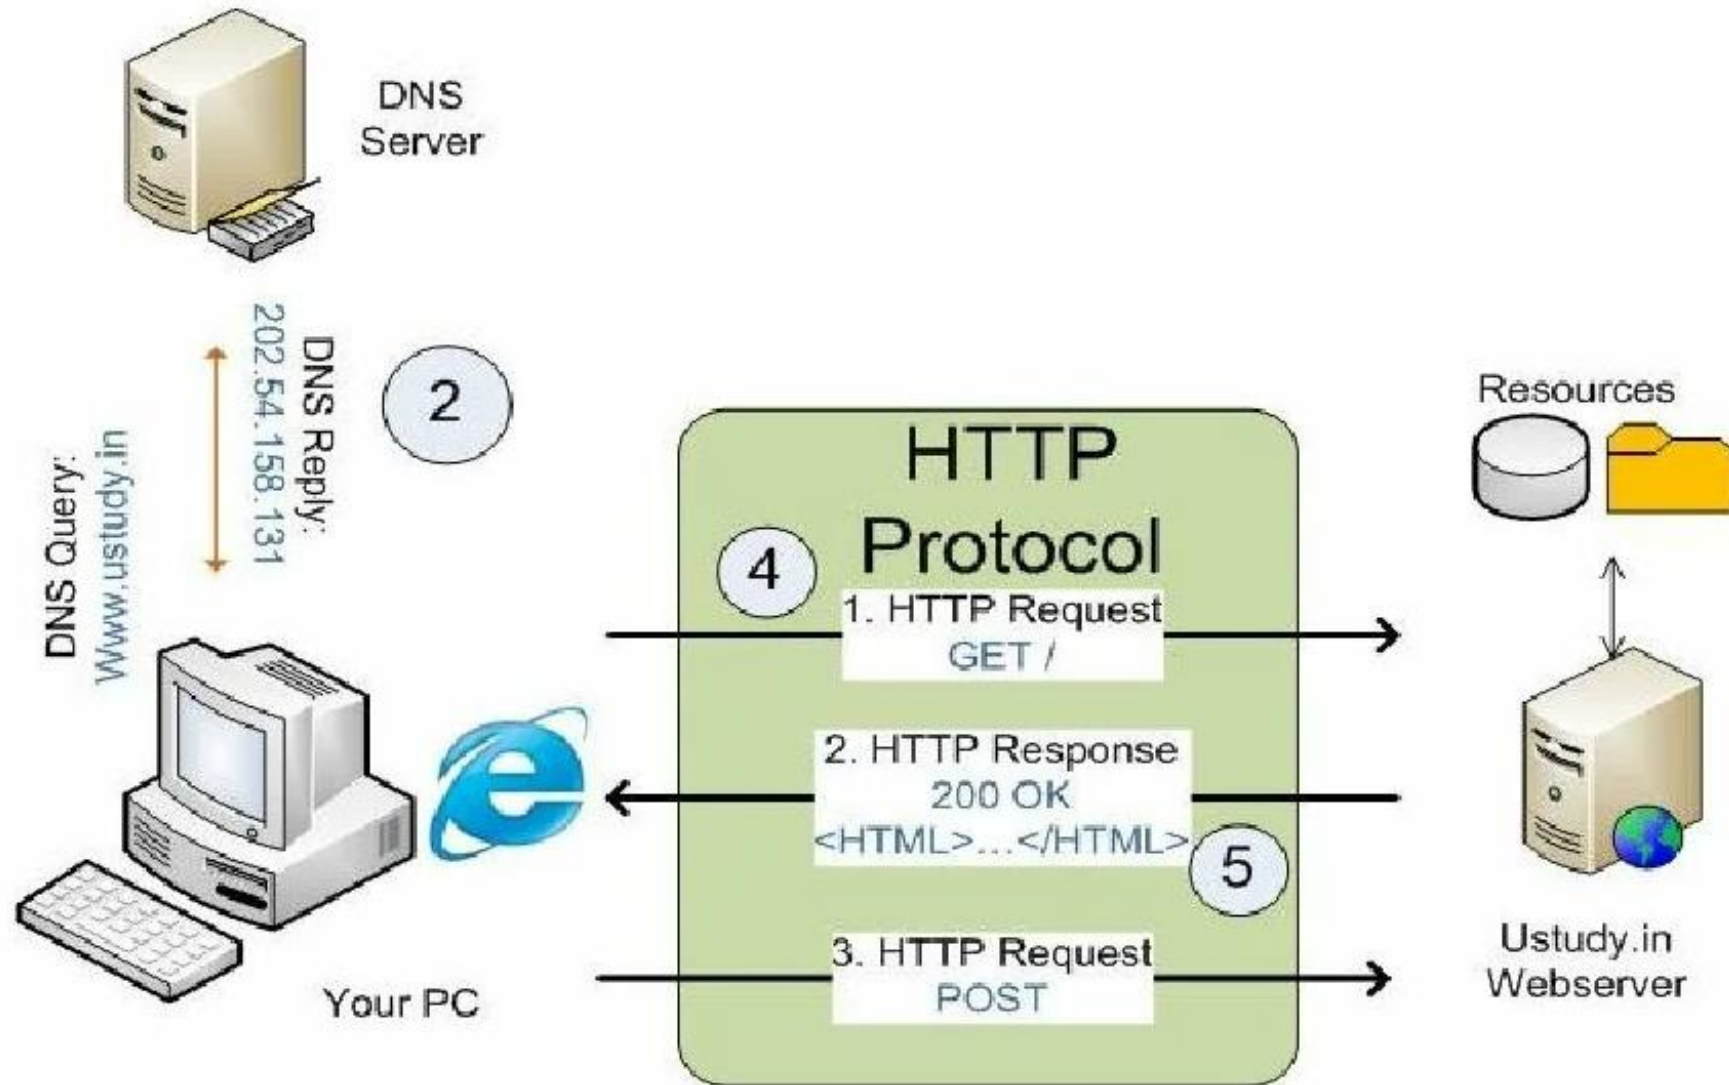 DNS
Server
DNS Query:
Www.ustudy.in
DNS Reply:
202.54.158.131
2
HTTP
Protocol
4
1. HTTP Request
GET /
2. HTTP Response
200 OK
<HTML>...</HTML>
5
3. HTTP Request
POST
Your PC
Resources
Ustudy.in
Webserver